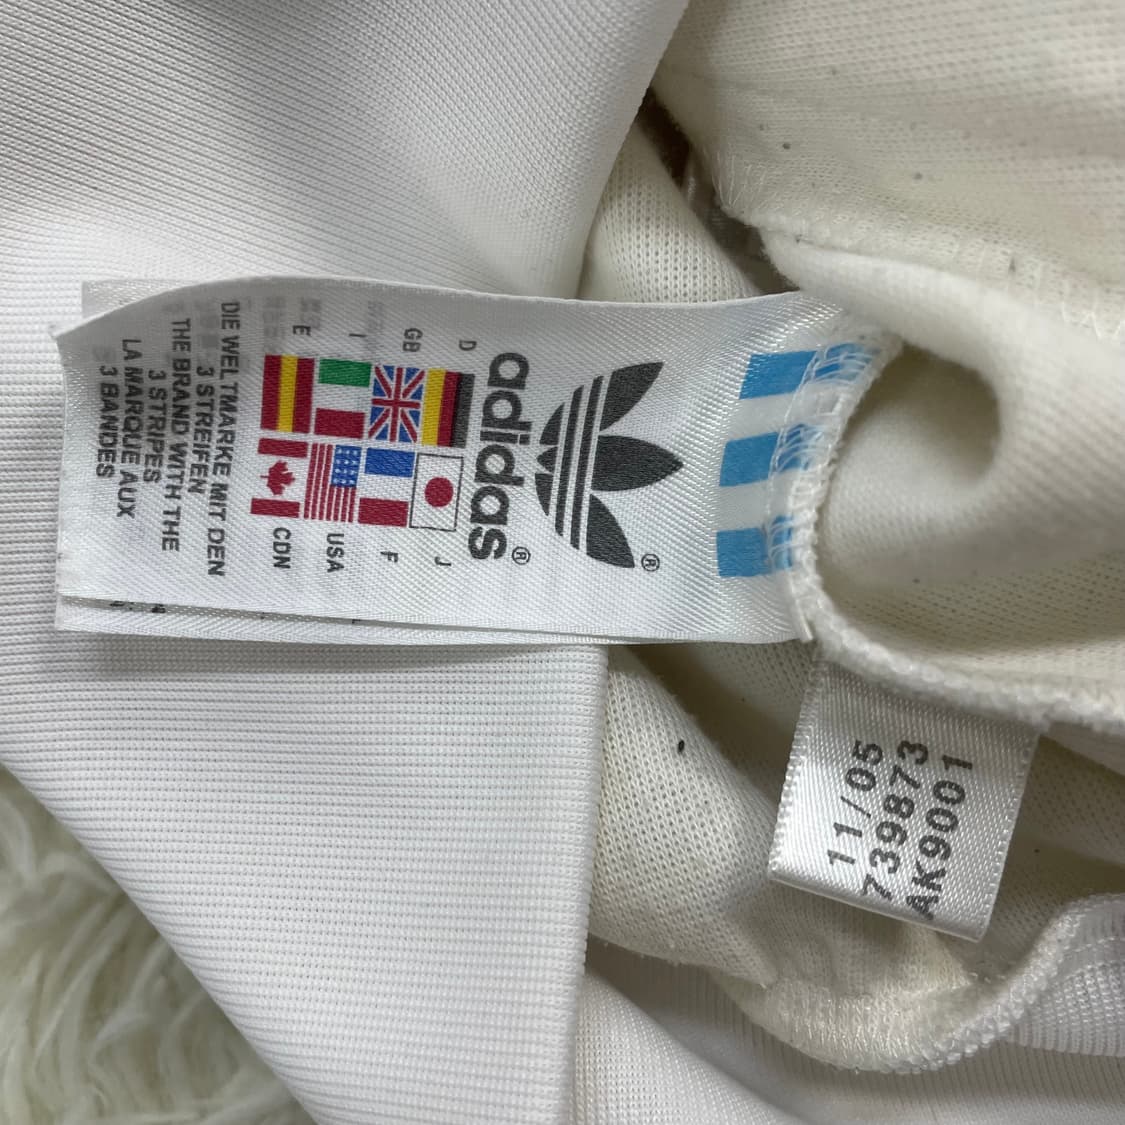 adidas®
®
D
J
GB
F
I
USA
E
CDN
DIE WELTMARKE MIT DEN
3 STREIFEN
THE BRAND WITH THE
3 STRIPES
LA MARQUE AUX
3 BANDES
11/05
739873
AK9001